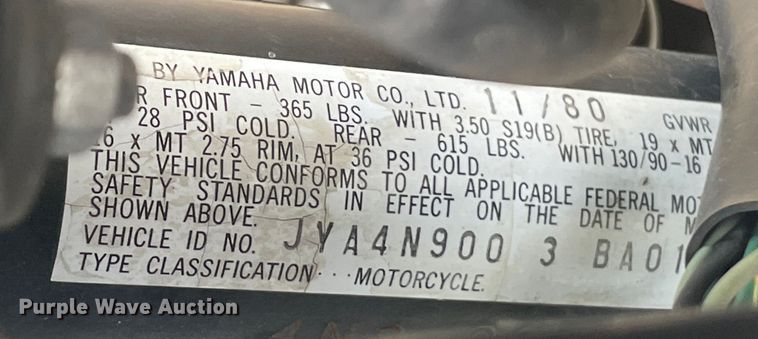 BY YAMAHA MOTOR CO., LTD. 11/80 GVWR
R FRONT - 365 LBS. WITH 3.50 S19(B) TIRE, 19 x MT
28 PSI COLD. REAR - 615 LBS. WITH 130/90-16
6 x MT 2.75 RIM, AT 36 PSI COLD.
THIS VEHICLE CONFORMS TO ALL APPLICABLE FEDERAL MO
SAFETY STANDARDS IN EFFECT ON THE DATE OF M
SHOWN ABOVE.
VEHICLE ID NO. JYA4N900 3 BA01
TYPE CLASSIFICATION··· MOTORCYCLE.
Purple Wave Auction